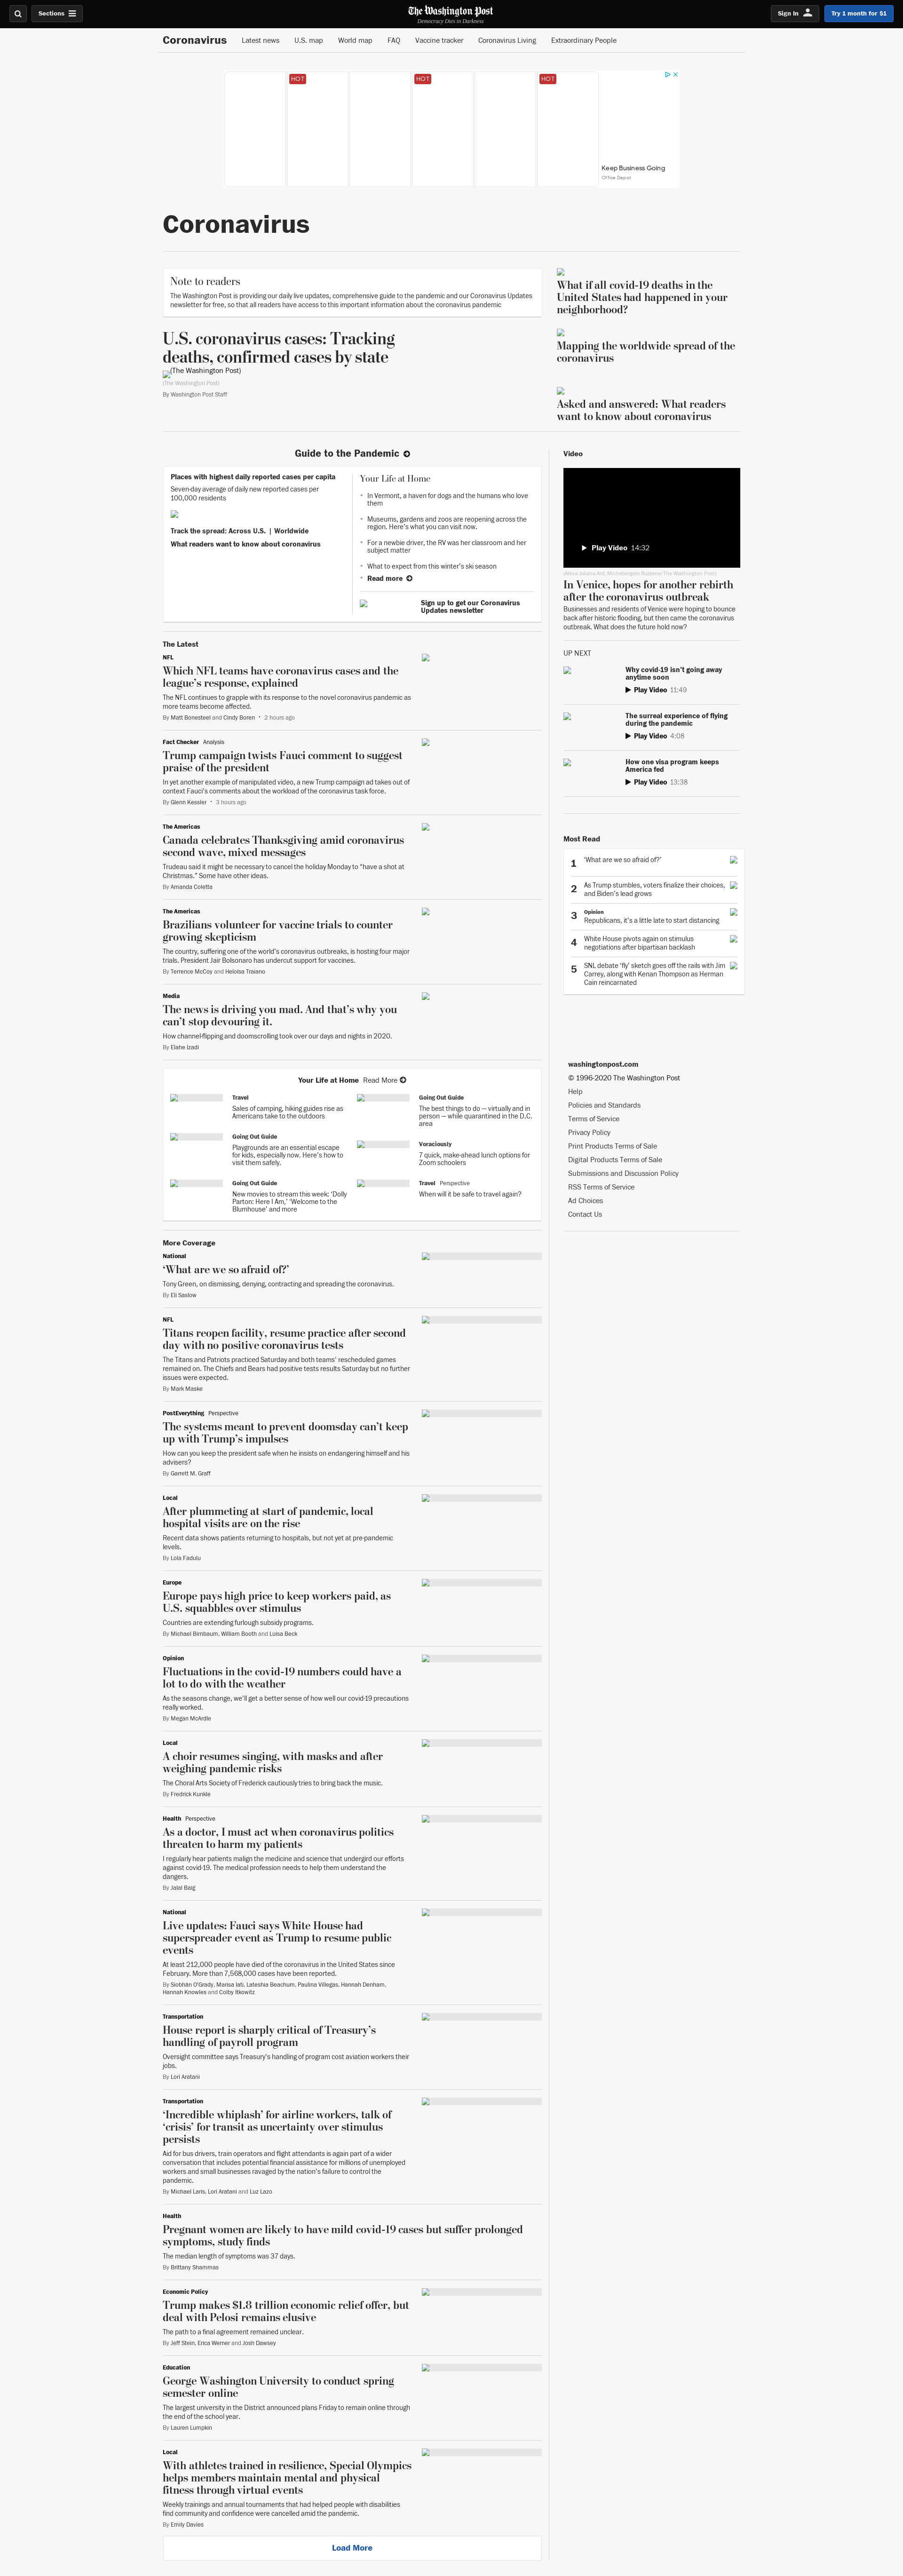 Sections
The Washington Post
Democracy Dies in Darkness
Sign In
Try 1 month for $1
Coronavirus
Latest news
U.S. map
World map
FAQ
Vaccine tracker
Coronavirus Living
Extraordinary People
HOT
HOT
HOT
Keep Business Going
Office Depot
Coronavirus
Note to readers
The Washington Post is providing our daily live updates, comprehensive guide to the pandemic and our Coronavirus Updates
newsletter for free, so that all readers have access to this important information about the coronavirus pandemic
U.S. coronavirus cases: Tracking
deaths, confirmed cases by state
(The Washington Post)
(The Washington Post)
By Washington Post Staff
What if all covid-19 deaths in the
United States had happened in your
neighborhood?
Mapping the worldwide spread of the
coronavirus
Asked and answered: What readers
want to know about coronavirus
Guide to the Pandemic
Places with highest daily reported cases per capita
Seven-day average of daily new reported cases per
100,000 residents
Track the spread: Across U.S. | Worldwide
What readers want to know about coronavirus
Your Life at Home
In Vermont, a haven for dogs and the humans who love
them
Museums, gardens and zoos are reopening across the
region. Here's what you can visit now.
For a newbie driver, the RV was her classroom and her
subject matter
What to expect from this winter's ski season
Read more
Sign up to get our Coronavirus
Updates newsletter
The Latest
NFL
Which NFL teams have coronavirus cases and the
league's response, explained
The NFL continues to grapple with its response to the novel coronavirus pandemic as
more teams become affected.
By Matt Bonesteel and Cindy Boren • 2 hours ago
Fact Checker Analysis
Trump campaign twists Fauci comment to suggest
praise of the president
In yet another example of manipulated video, a new Trump campaign ad takes out of
context Fauci's comments about the workload of the coronavirus task force.
By Glenn Kessler • 3 hours ago
The Americas
Canada celebrates Thanksgiving amid coronavirus
second wave, mixed messages
Trudeau said it might be necessary to cancel the holiday Monday to "have a shot at
Christmas." Some have other ideas.
By Amanda Coletta
The Americas
Brazilians volunteer for vaccine trials to counter
growing skepticism
The country, suffering one of the world's coronavirus outbreaks, is hosting four major
trials. President Jair Bolsonaro has undercut support for vaccines.
By Terrence McCoy and Heloísa Traiano
Media
The news is driving you mad. And that's why you
can't stop devouring it.
How channel-flipping and doomscrolling took over our days and nights in 2020.
By Elahe Izadi
Your Life at Home Read More
Travel
Sales of camping, hiking guides rise as
Americans take to the outdoors
Going Out Guide
Playgrounds are an essential escape
for kids, especially now. Here's how to
visit them safely.
Going Out Guide
New movies to stream this week: 'Dolly
Parton: Here I Am,' 'Welcome to the
Blumhouse' and more
Going Out Guide
The best things to do — virtually and in
person — while quarantined in the D.C.
area
Voraciously
7 quick, make-ahead lunch options for
Zoom schoolers
Travel Perspective
When will it be safe to travel again?
More Coverage
National
'What are we so afraid of?'
Tony Green, on dismissing, denying, contracting and spreading the coronavirus.
By Eli Saslow
NFL
Titans reopen facility, resume practice after second
day with no positive coronavirus tests
The Titans and Patriots practiced Saturday and both teams' rescheduled games
remained on. The Chiefs and Bears had positive tests results Saturday but no further
issues were expected.
By Mark Maske
PostEverything Perspective
The systems meant to prevent doomsday can't keep
up with Trump's impulses
How can you keep the president safe when he insists on endangering himself and his
advisers?
By Garrett M. Graff
Local
After plummeting at start of pandemic, local
hospital visits are on the rise
Recent data shows patients returning to hospitals, but not yet at pre-pandemic
levels.
By Lola Fadulu
Europe
Europe pays high price to keep workers paid, as
U.S. squabbles over stimulus
Countries are extending furlough subsidy programs.
By Michael Birnbaum, William Booth and Luisa Beck
Opinion
Fluctuations in the covid-19 numbers could have a
lot to do with the weather
As the seasons change, we'll get a better sense of how well our covid-19 precautions
really worked.
By Megan McArdle
Local
A choir resumes singing, with masks and after
weighing pandemic risks
The Choral Arts Society of Frederick cautiously tries to bring back the music.
By Fredrick Kunkle
Health Perspective
As a doctor, I must act when coronavirus politics
threaten to harm my patients
I regularly hear patients malign the medicine and science that undergird our efforts
against covid-19. The medical profession needs to help them understand the
dangers.
By Jalal Baig
National
Live updates: Fauci says White House had
superspreader event as Trump to resume public
events
At least 212,000 people have died of the coronavirus in the United States since
February. More than 7,568,000 cases have been reported.
By Siobhán O'Grady, Marisa Iati, Lateshia Beachum, Paulina Villegas, Hannah Denham,
Hannah Knowles and Colby Itkowitz
Transportation
House report is sharply critical of Treasury's
handling of payroll program
Oversight committee says Treasury's handling of program cost aviation workers their
jobs.
By Lori Aratani
Transportation
'Incredible whiplash' for airline workers, talk of
'crisis' for transit as uncertainty over stimulus
persists
Aid for bus drivers, train operators and flight attendants is again part of a wider
conversation that includes potential financial assistance for millions of unemployed
workers and small businesses ravaged by the nation's failure to control the
pandemic.
By Michael Laris, Lori Aratani and Luz Lazo
Health
Pregnant women are likely to have mild covid-19 cases but suffer prolonged
symptoms, study finds
The median length of symptoms was 37 days.
By Brittany Shammas
Economic Policy
Trump makes $1.8 trillion economic relief offer, but
deal with Pelosi remains elusive
The path to a final agreement remained unclear.
By Jeff Stein, Erica Werner and Josh Dawsey
Education
George Washington University to conduct spring
semester online
The largest university in the District announced plans Friday to remain online through
the end of the school year.
By Lauren Lumpkin
Local
With athletes trained in resilience, Special Olympics
helps members maintain mental and physical
fitness through virtual events
Weekly trainings and annual tournaments that had helped people with disabilities
find community and confidence were cancelled amid the pandemic.
By Emily Davies
Load More
Video
Play Video 14:32
In Venice, hopes for another rebirth
after the coronavirus outbreak
Businesses and residents of Venice were hoping to bounce
back after historic flooding, but then came the coronavirus
outbreak. What does the future hold now?
UP NEXT
Why covid-19 isn't going away
anytime soon
Play Video 11:49
The surreal experience of flying
during the pandemic
Play Video 4:08
How one visa program keeps
America fed
Play Video 13:38
Most Read
1
'What are we so afraid of?'
2
As Trump stumbles, voters finalize their choices,
and Biden's lead grows
3
Opinion
Republicans, it's a little late to start distancing
4
White House pivots again on stimulus
negotiations after bipartisan backlash
5
SNL debate 'fly' sketch goes off the rails with Jim
Carrey, along with Kenan Thompson as Herman
Cain reincarnated
washingtonpost.com
© 1996-2020 The Washington Post
Help
Policies and Standards
Terms of Service
Privacy Policy
Print Products Terms of Sale
Digital Products Terms of Sale
Submissions and Discussion Policy
RSS Terms of Service
Ad Choices
Contact Us